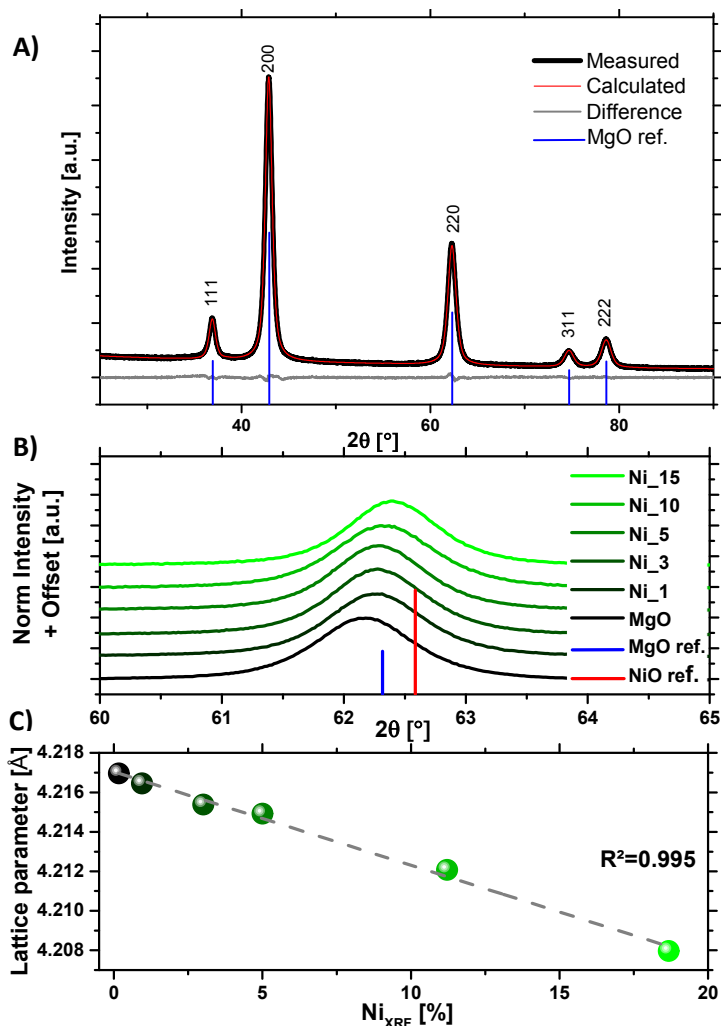 A)
Intensity [a.u.]
111
200
220
311
222
Measured
Calculated
Difference
MgO ref.
40
60
80
2θ [°]
B)
Norm Intensity
+ Offset [a.u.]
Ni_15
Ni_10
Ni_5
Ni_3
Ni_1
MgO
MgO ref.
NiO ref.
60
61
62
63
64
65
2θ [°]
C)
Lattice parameter [Å]
4.218
4.216
4.214
4.212
4.210
4.208
R²=0.995
0
5
10
15
20
Ni_XRF [%]